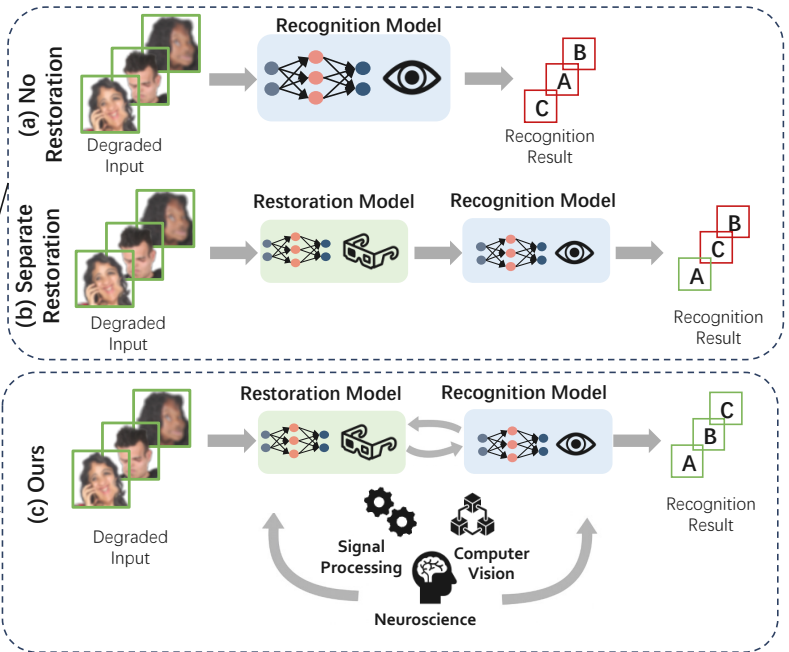 (a) No
Restoration
Degraded
Input
Recognition Model
B
A
C
Recognition
Result
(b) Separate
Restoration
Degraded
Input
Restoration Model
Recognition Model
B
C
A
Recognition
Result
(c) Ours
Degraded
Input
Restoration Model
Recognition Model
C
B
A
Recognition
Result
Signal
Processing
Computer
Vision
Neuroscience